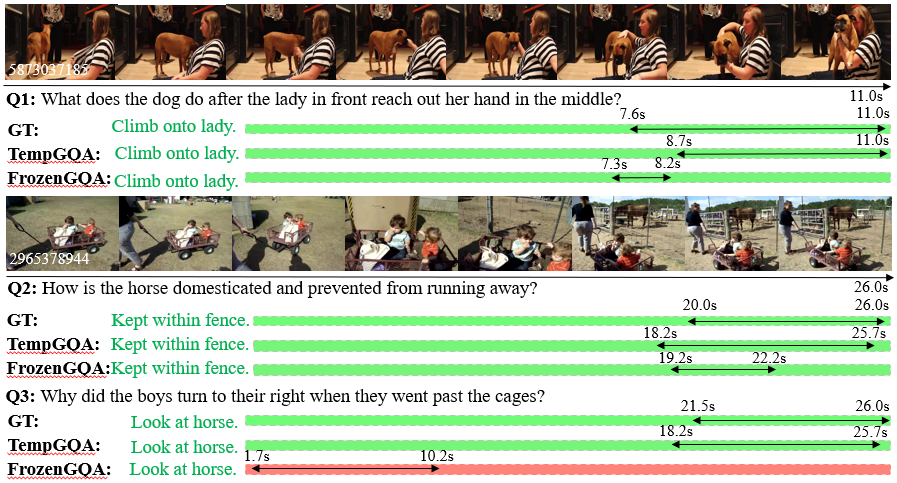 5873037185
Q1: What does the dog do after the lady in front reach out her hand in the middle?
11.0s
7.6s 11.0s
GT: Climb onto lady.
8.7s 11.0s
TempGQA: Climb onto lady.
7.3s 8.2s
FrozenGQA: Climb onto lady.
2965378944
Q2: How is the horse domesticated and prevented from running away?
26.0s
20.0s 26.0s
GT: Kept within fence.
18.2s 25.7s
TempGQA: Kept within fence.
19.2s 22.2s
FrozenGQA: Kept within fence.
Q3: Why did the boys turn to their right when they went past the cages?
21.5s 26.0s
GT: Look at horse.
18.2s 25.7s
TempGQA: Look at horse.
1.7s 10.2s
FrozenGQA: Look at horse.